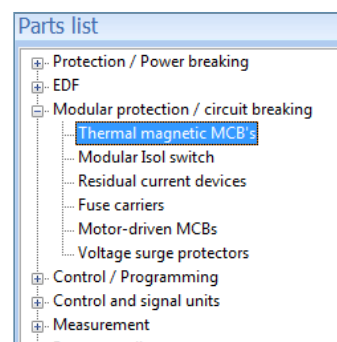 Parts list
Protection / Power breaking
EDF
Modular protection / circuit breaking
Thermal magnetic MCB's
Modular Isol switch
Residual current devices
Fuse carriers
Motor-driven MCBs
Voltage surge protectors
Control / Programming
Control and signal units
Measurement